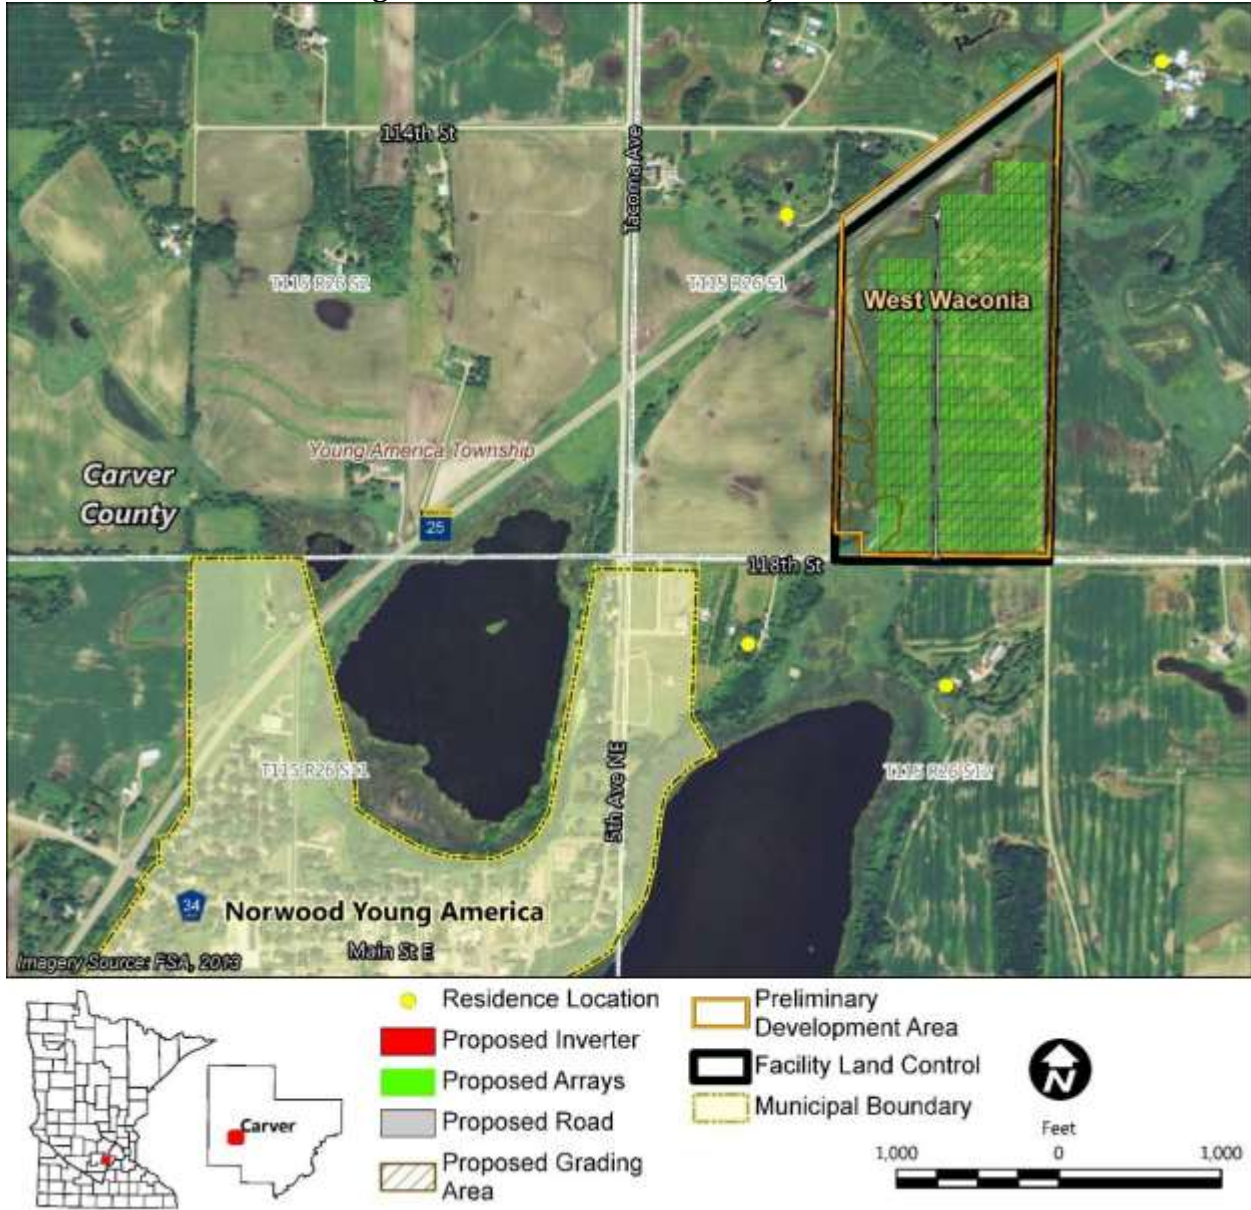 114th St
Tacoma Ave
T115 R26 S2
T115 R26 S1
West Waconia
Young America Township
Carver
County
25
118th St
5th Ave NE
T115 R26 S11
T115 R26 S12
34
Norwood Young America
Main St E
Imagery Source: FSA, 2013
Carver
Residence Location
Proposed Inverter
Proposed Arrays
Proposed Road
Proposed Grading
Area
Preliminary
Development Area
Facility Land Control
Municipal Boundary
N
Feet
1,000 0 1,000